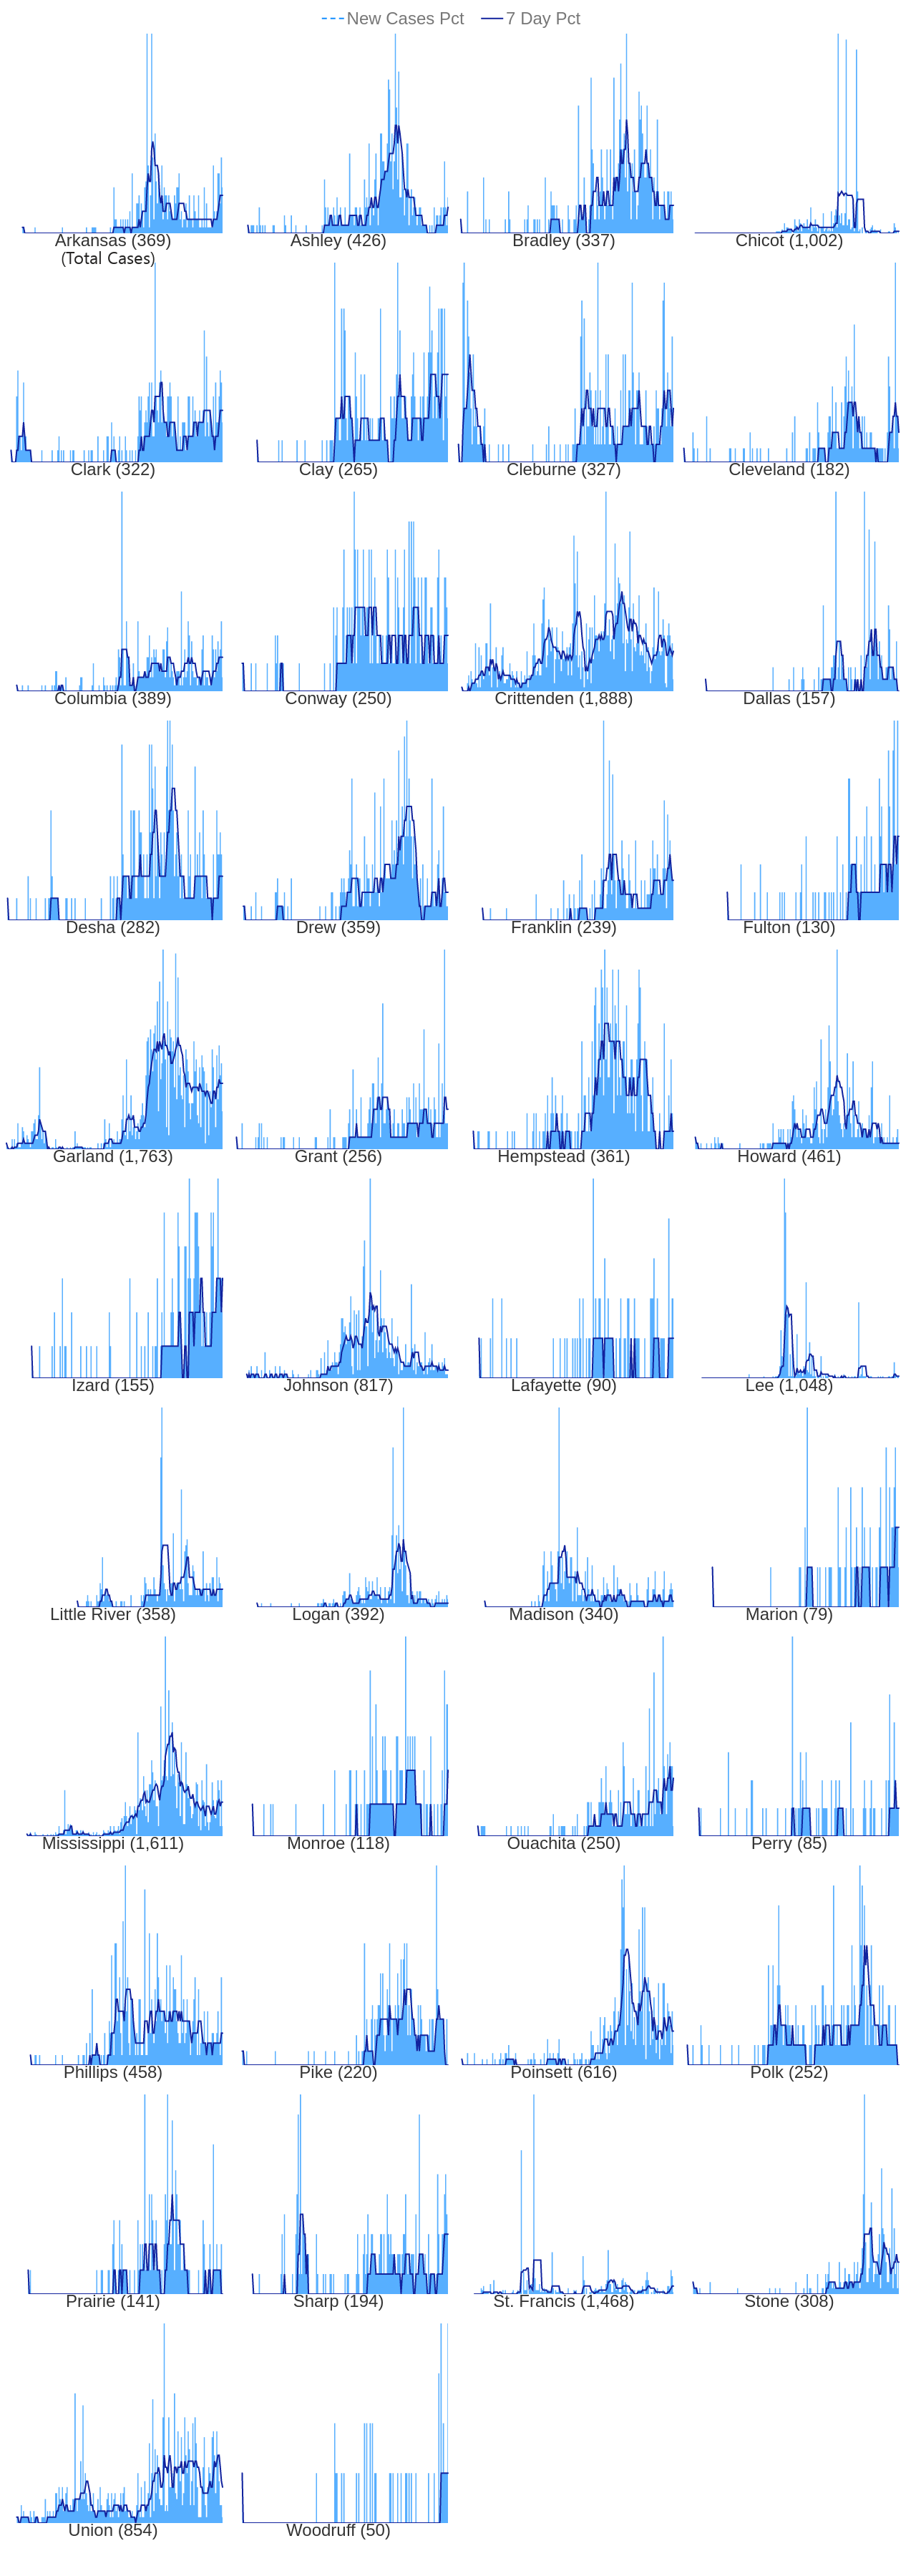 New Cases Pct 7 Day Pct
Arkansas (369) Ashley (426) Bradley (337) Chicot (1,002)
(Total Cases)
Clark (322) Clay (265) Cleburne (327) Cleveland (182)
Columbia (389) Conway (250) Crittenden (1,888) Dallas (157)
Desha (282) Drew (359) Franklin (239) Fulton (130)
Garland (1,763) Grant (256) Hempstead (361) Howard (461)
Izard (155) Johnson (817) Lafayette (90) Lee (1,048)
Little River (358) Logan (392) Madison (340) Marion (79)
Mississippi (1,611) Monroe (118) Ouachita (250) Perry (85)
Phillips (458) Pike (220) Poinsett (616) Polk (252)
Prairie (141) Sharp (194) St. Francis (1,468) Stone (308)
Union (854) Woodruff (50)